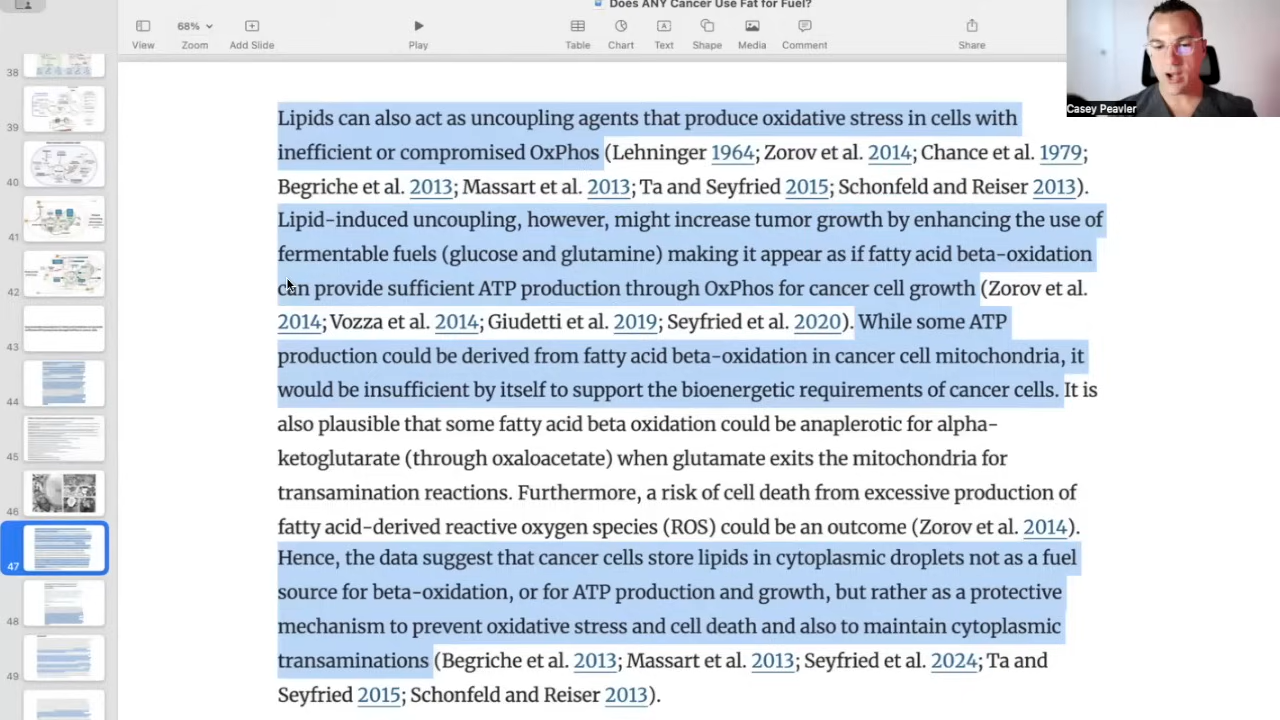 Does ANY Cancer Use Fat for Fuel?
68%
View
Zoom
Add Slide
Play
Table
Chart
Text
Shape
Media
Comment
Share
Casey Peavler
38
39
40
41
42
43
44
45
46
47
48
49
Lipids can also act as uncoupling agents that produce oxidative stress in cells with
inefficient or compromised OxPhos (Lehninger 1964; Zorov et al. 2014; Chance et al. 1979;
Begriche et al. 2013; Massart et al. 2013; Ta and Seyfried 2015; Schonfeld and Reiser 2013).
Lipid-induced uncoupling, however, might increase tumor growth by enhancing the use of
fermentable fuels (glucose and glutamine) making it appear as if fatty acid beta-oxidation
can provide sufficient ATP production through OxPhos for cancer cell growth (Zorov et al.
2014; Vozza et al. 2014; Giudetti et al. 2019; Seyfried et al. 2020). While some ATP
production could be derived from fatty acid beta-oxidation in cancer cell mitochondria, it
would be insufficient by itself to support the bioenergetic requirements of cancer cells. It is
also plausible that some fatty acid beta oxidation could be anaplerotic for alpha-
ketoglutarate (through oxaloacetate) when glutamate exits the mitochondria for
transamination reactions. Furthermore, a risk of cell death from excessive production of
fatty acid-derived reactive oxygen species (ROS) could be an outcome (Zorov et al. 2014).
Hence, the data suggest that cancer cells store lipids in cytoplasmic droplets not as a fuel
source for beta-oxidation, or for ATP production and growth, but rather as a protective
mechanism to prevent oxidative stress and cell death and also to maintain cytoplasmic
transaminations (Begriche et al. 2013; Massart et al. 2013; Seyfried et al. 2024; Ta and
Seyfried 2015; Schonfeld and Reiser 2013).